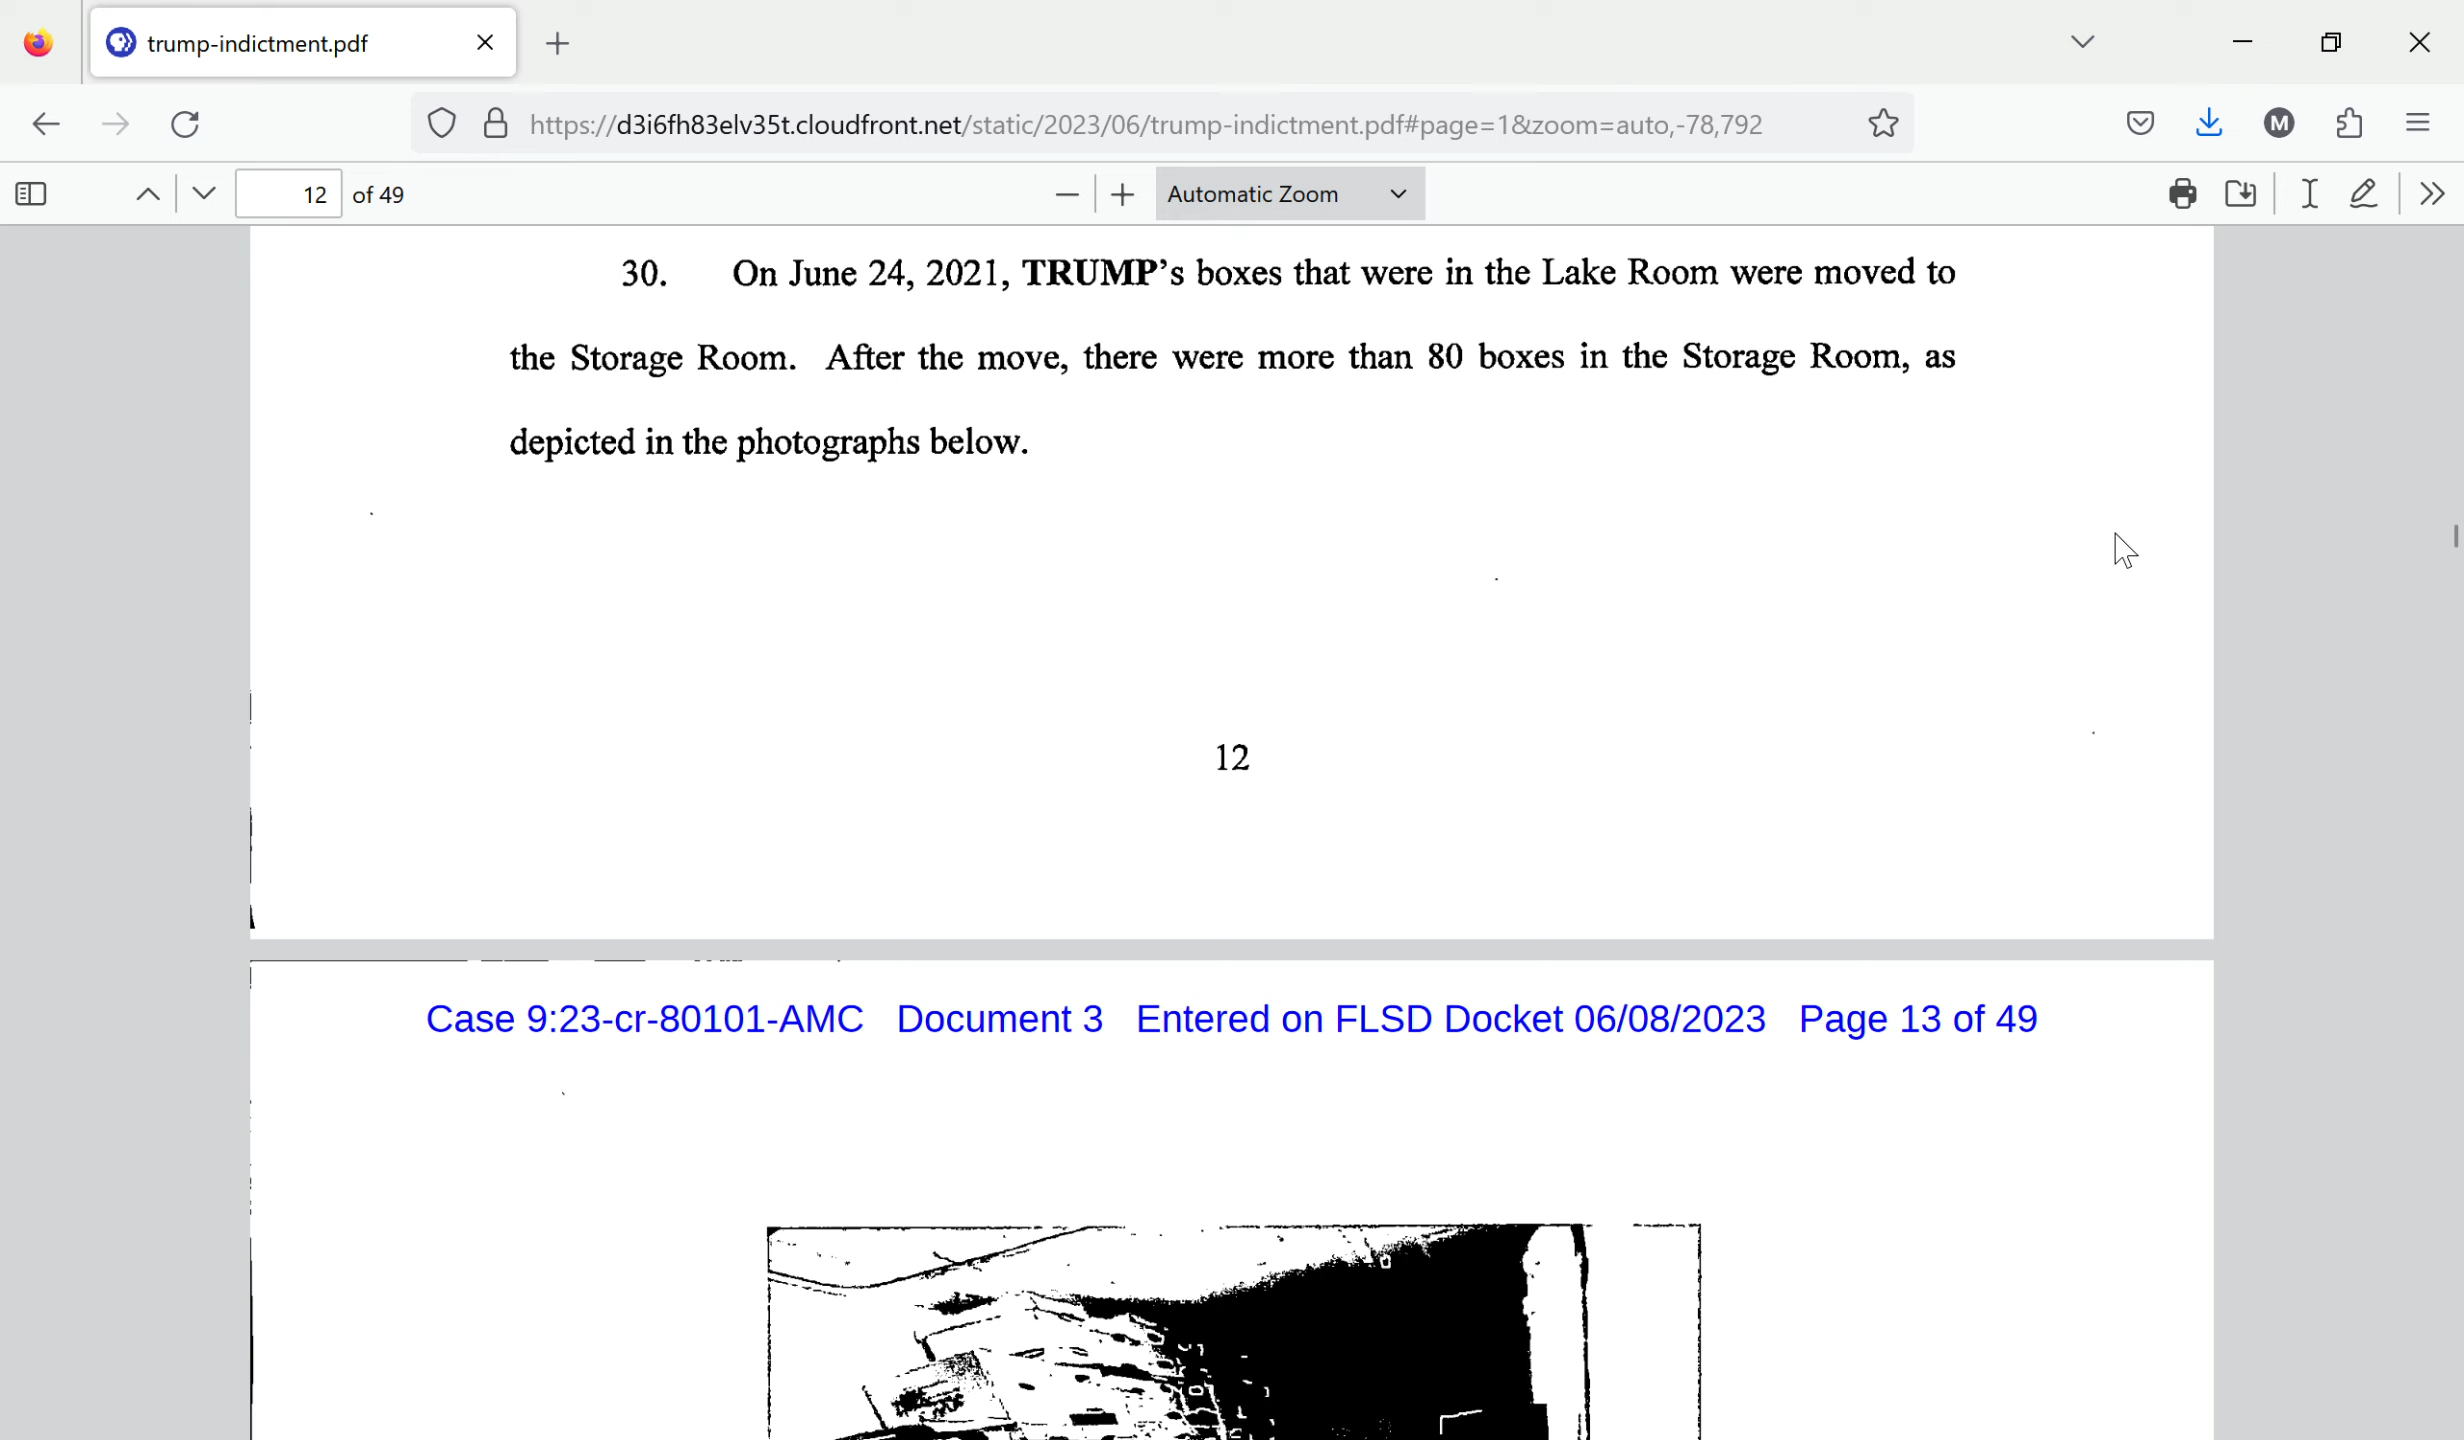 trump-indictment.pdf
https://d3i6fh83elv35t.cloudfront.net/static/2023/06/trump-indictment.pdf#page=1&zoom=auto,-78,792
M
12 of 49
Automatic Zoom
30. On June 24, 2021, TRUMP's boxes that were in the Lake Room were moved to
the Storage Room. After the move, there were more than 80 boxes in the Storage Room, as
depicted in the photographs below.
12
Case 9:23-cr-80101-AMC Document 3 Entered on FLSD Docket 06/08/2023 Page 13 of 49